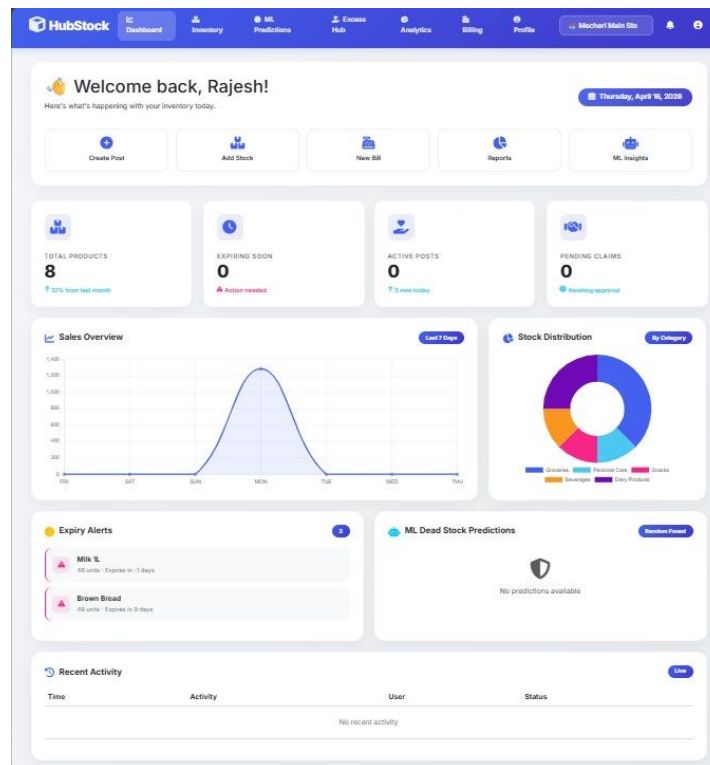 HubStock
Dashboard
Inventory
ML Predictions
Excess Hub
Analytics
Billing
Profile
Mecheri Main Sto
Welcome back, Rajesh!
Here's what's happening with your inventory today.
Thursday, April 16, 2026
Create Post
Add Stock
New Bill
Reports
ML Insights
TOTAL PRODUCTS
8
↑ 12% from last month
EXPIRING SOON
0
Action needed
ACTIVE POSTS
0
↑ 5 new today
PENDING CLAIMS
0
Awaiting approval
Sales Overview
Last 7 Days
1,400
1,200
1,000
800
600
400
200
0
FRI SAT SUN MON TUE WED THU
Stock Distribution
By Category
Groceries Personal Care Snacks
Beverages Dairy Products
Expiry Alerts
2
Milk 1L
48 units · Expires in -1 days
Brown Bread
48 units · Expires in 9 days
ML Dead Stock Predictions
Random Forest
No predictions available
Recent Activity
Live
Time Activity User Status
No recent activity